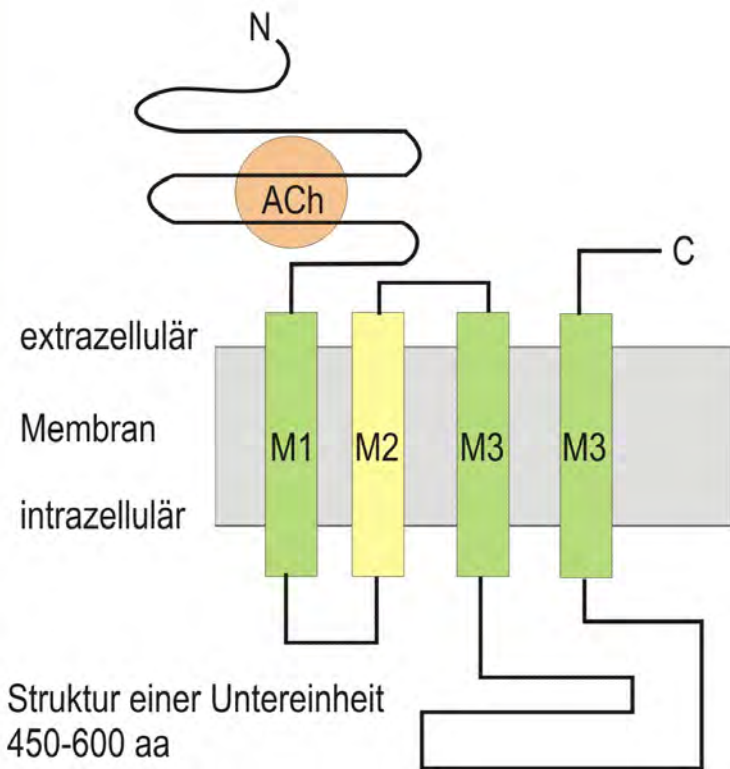 N
ACh
C
extrazellulär
Membran
M1 M2 M3 M3
intrazellulär
Struktur einer Untereinheit
450-600 aa